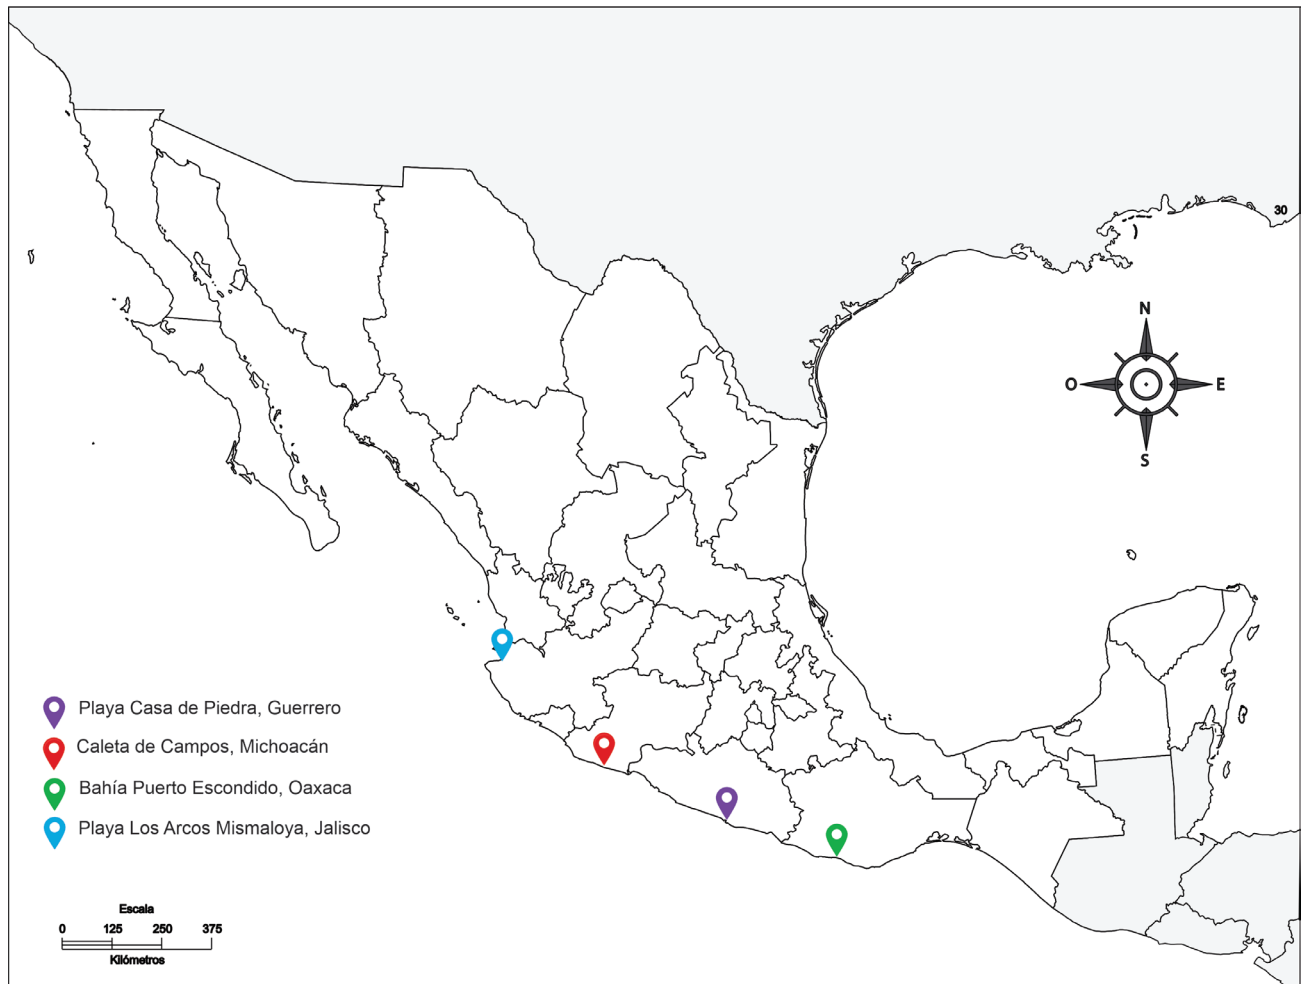 30
N
O
E
S
Playa Casa de Piedra, Guerrero
Caleta de Campos, Michoacán
Bahía Puerto Escondido, Oaxaca
Playa Los Arcos Mismaloya, Jalisco
Escala
0 125 250 375
Kilómetros